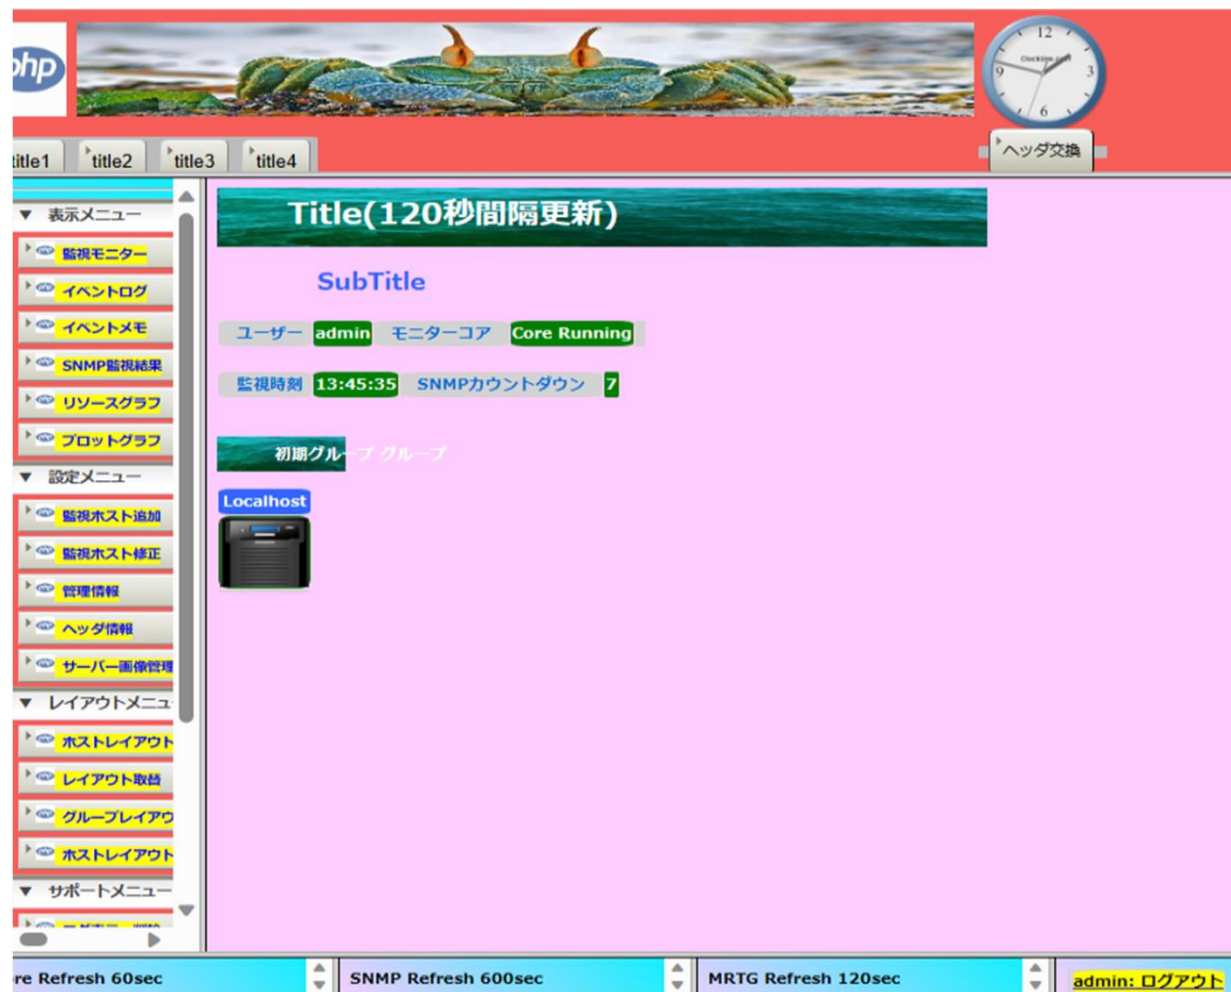 php
12
3
6
9
title1 title2 title3 title4
ヘッダ交換
▼ 表示メニュー
監視モニター
イベントログ
イベントメモ
SNMP監視結果
リソースグラフ
プロットグラフ
▼ 設定メニュー
監視ホスト追加
監視ホスト修正
管理情報
ヘッダ情報
サーバー画像管理
▼ レイアウトメニュ
ホストレイアウト
レイアウト取替
グループレイアウ
ホストレイアウト
▼ サポートメニュー
Title(120秒間隔更新)
SubTitle
ユーザー admin モニターコア Core Running
監視時刻 13:45:35 SNMPカウントダウン 7
初期グループ グループ
Localhost
re Refresh 60sec
SNMP Refresh 600sec
MRTG Refresh 120sec
admin: ログアウト